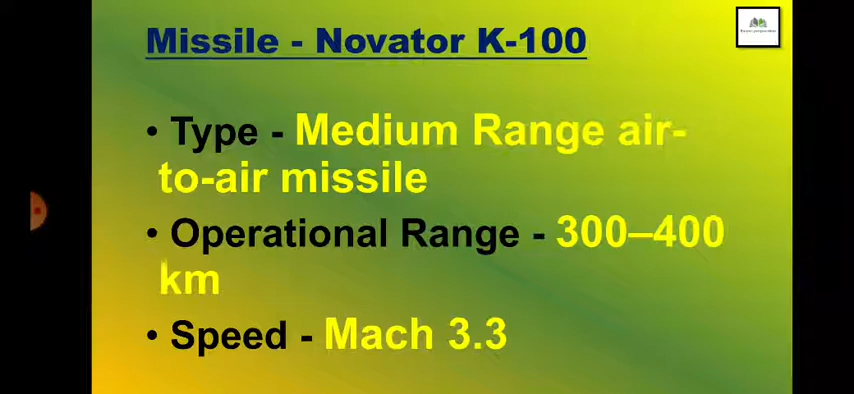 Missile - Novator K-100
• Type - Medium Range air-
to-air missile
• Operational Range - 300–400
km
• Speed - Mach 3.3